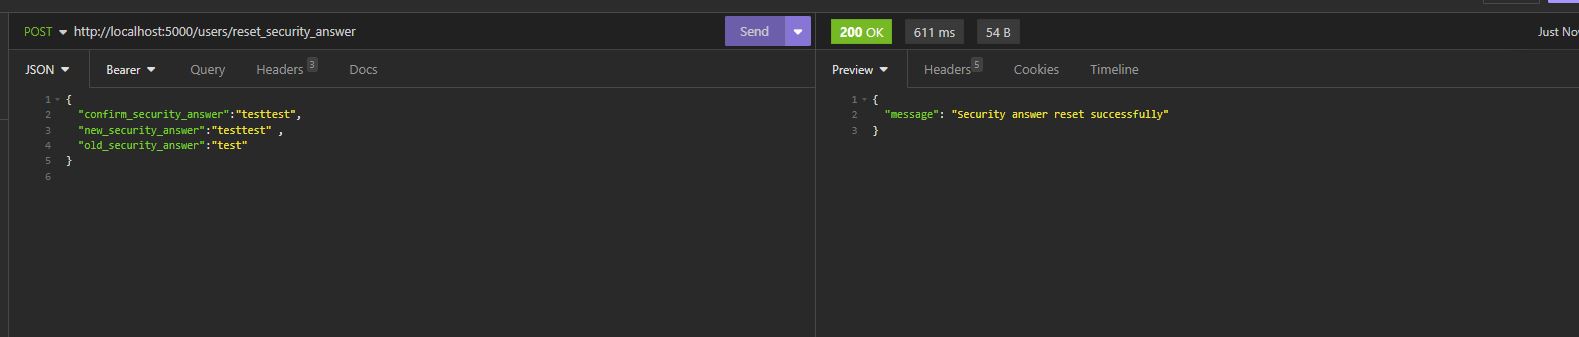 POST http://localhost:5000/users/reset_security_answer Send
200 OK 611 ms 54 B Just
JSON Bearer Query Headers 3 Docs
Preview Headers 5 Cookies Timeline
1 {
2 "confirm_security_answer":"testtest",
3 "new_security_answer":"testtest" ,
4 "old_security_answer":"test"
5 }
6
1 {
2 "message": "Security answer reset successfully"
3 }